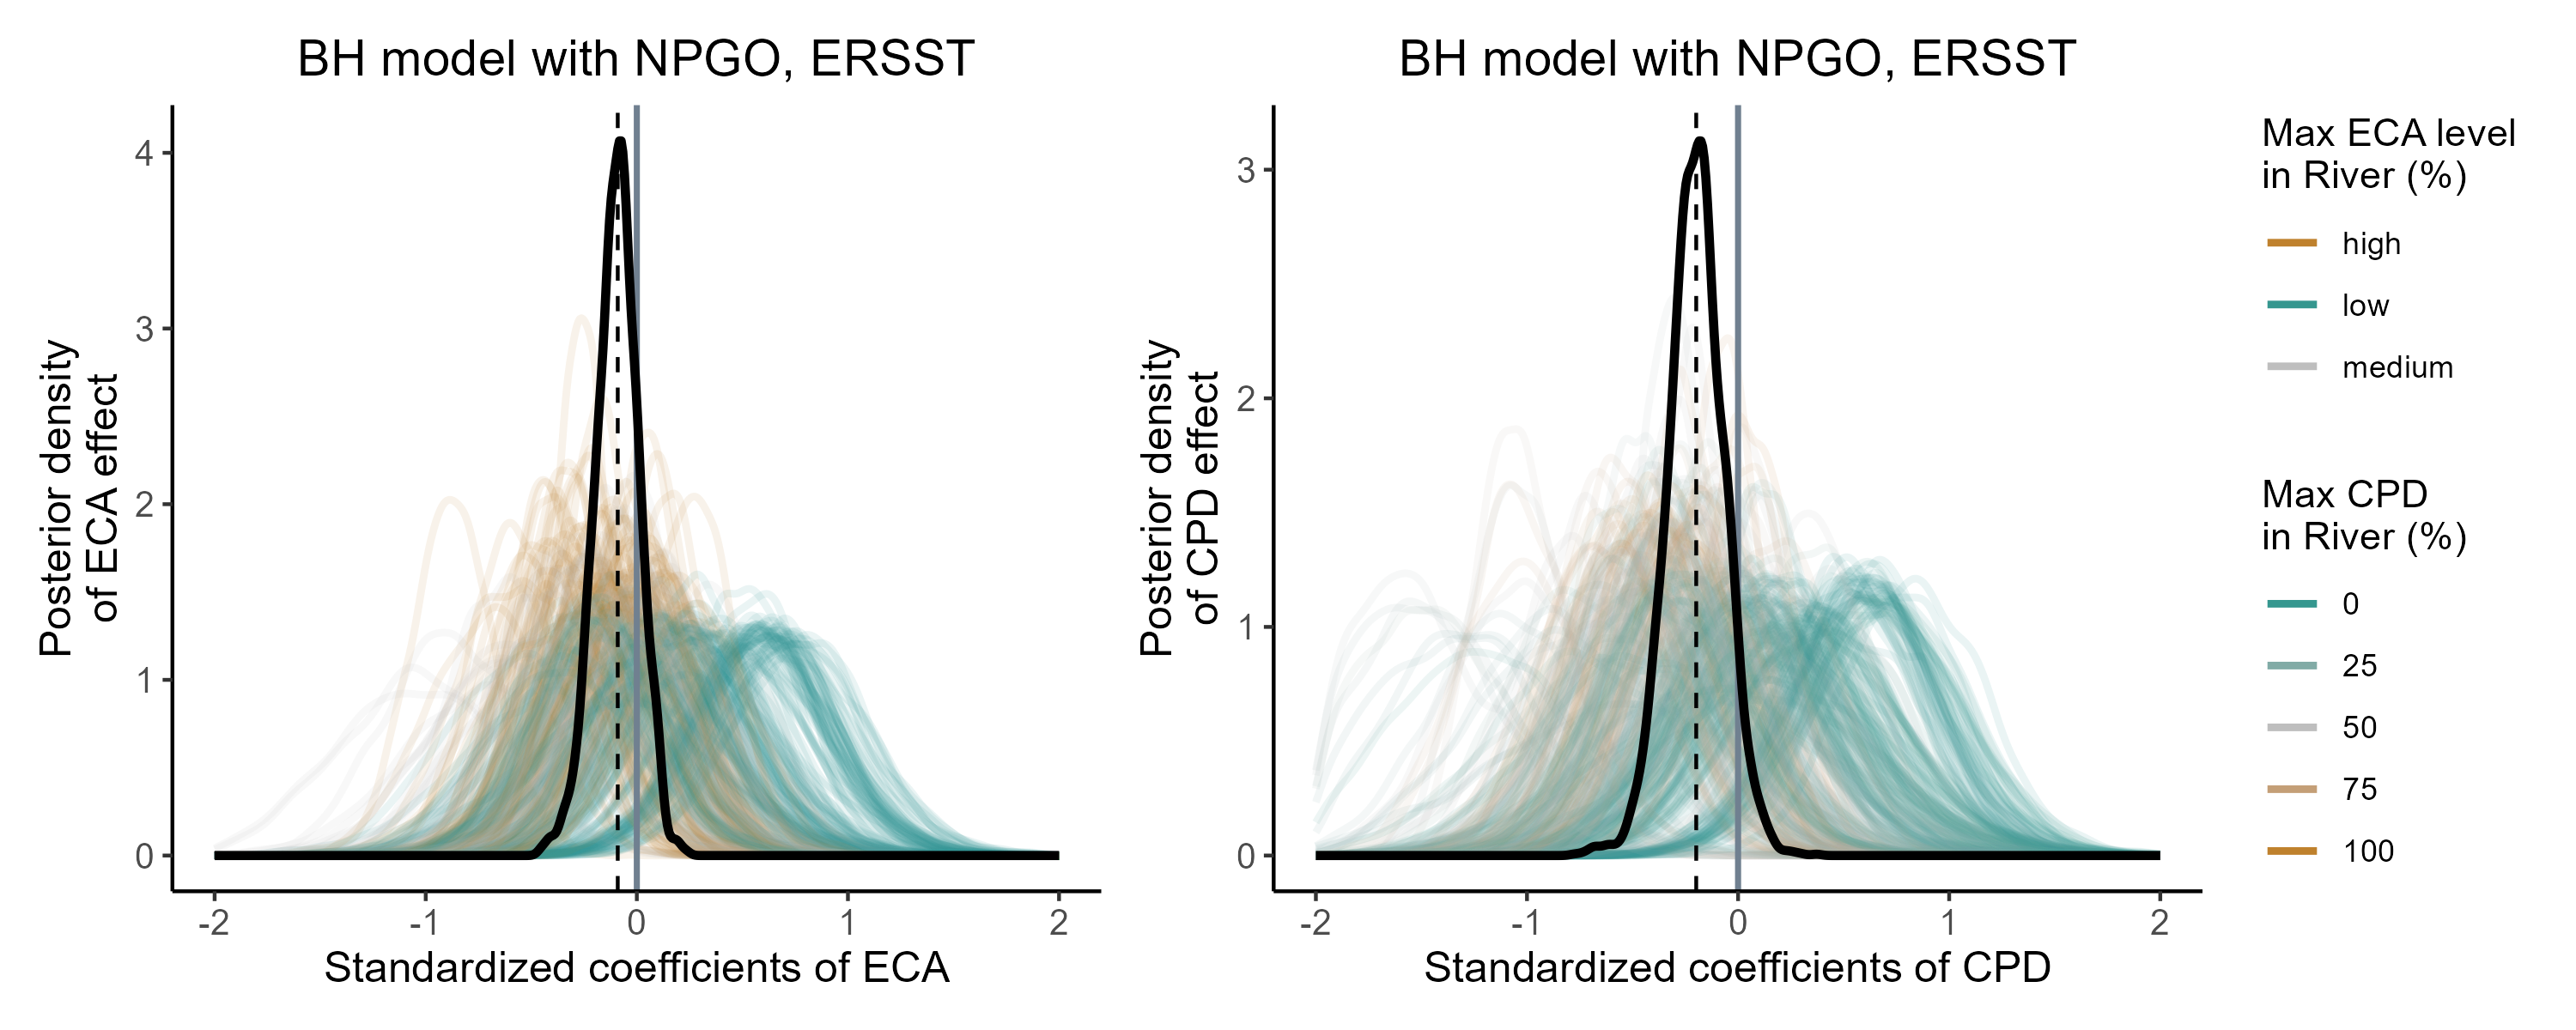 BH model with NPGO, ERSST
Posterior density
of ECA effect
4
3
2
1
0
-2
-1
0
1
2
Standardized coefficients of ECA
BH model with NPGO, ERSST
Posterior density
of CPD effect
3
2
1
0
-2
-1
0
1
2
Standardized coefficients of CPD
Max ECA level
in River (%)
high
low
medium
Max CPD
in River (%)
0
25
50
75
100